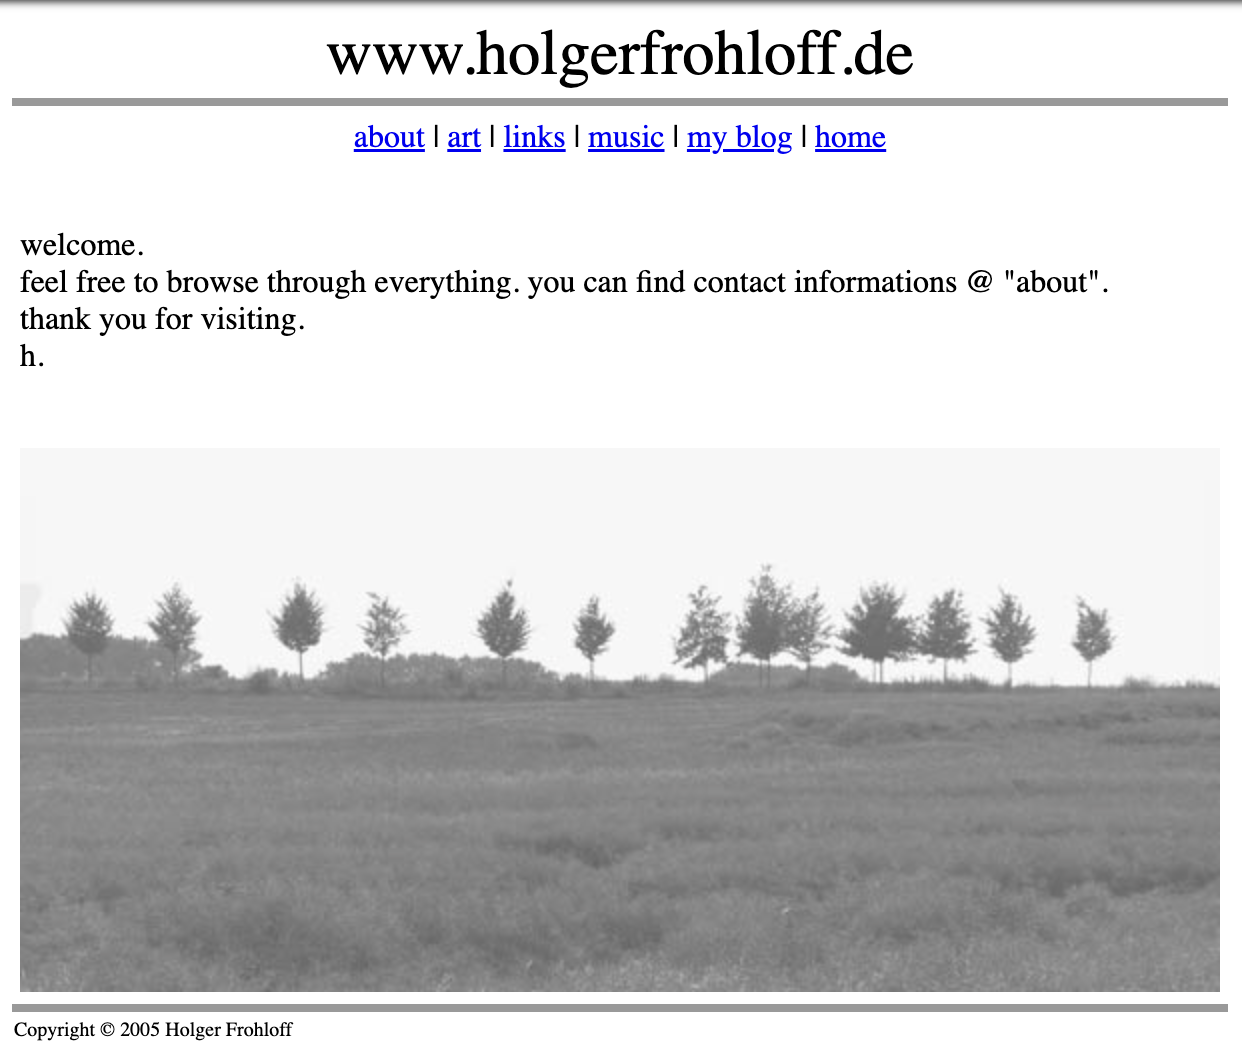 www.holgerfrohloff.de
about | art | links | music | my blog | home
welcome.
feel free to browse through everything. you can find contact informations @ "about".
thank you for visiting.
h.
Copyright © 2005 Holger Frohloff